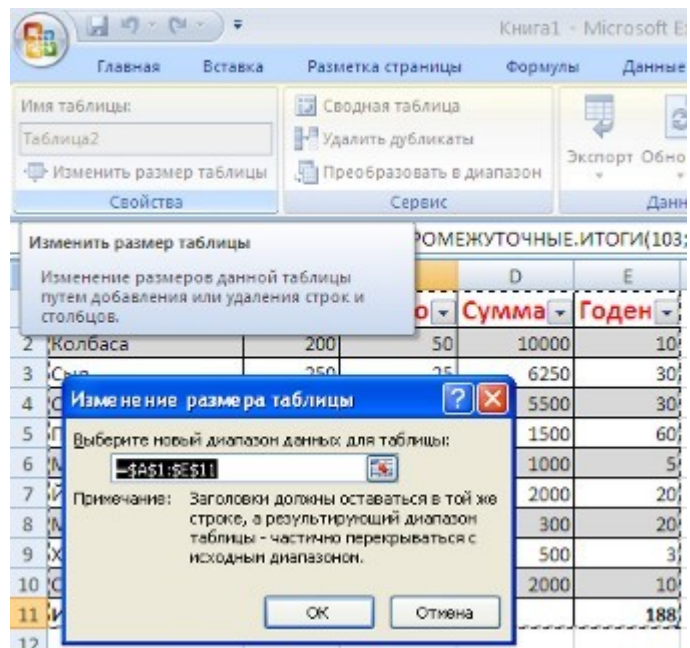 Книга1 - Microsoft E
Главная Вставка Разметка страницы Формулы Данные
Имя таблицы:
Таблица2
Изменить размер таблицы
Свойства
Сводная таблица
Удалить дубликаты
Преобразовать в диапазон
Сервис
Экспорт Обно
Данн
Изменить размер таблицы
Изменение размеров данной таблицы
путем добавления или удаления строк и
столбцов.
РОМЕЖУТОЧНЫЕ.ИТОГИ(103;
D E
о Сумма Годен
2 Колбаса 200 50 10000 10
3 Сыр 250 25 6250 30
4 5500 30
5 П 1500 60
6 М 1000 5
7 Й 2000 20
8 М 300 20
9 Х 500 3
10 С 2000 10
11 И 188
12
Изменение размера таблицы
Выберите новый диапазон данных для таблицы:
=$A$1:$E$11
Примечание: Заголовки должны оставаться в той же
строке, а результирующий диапазон
таблицы - частично перекрываться с
исходным диапазоном.
ОК Отмена